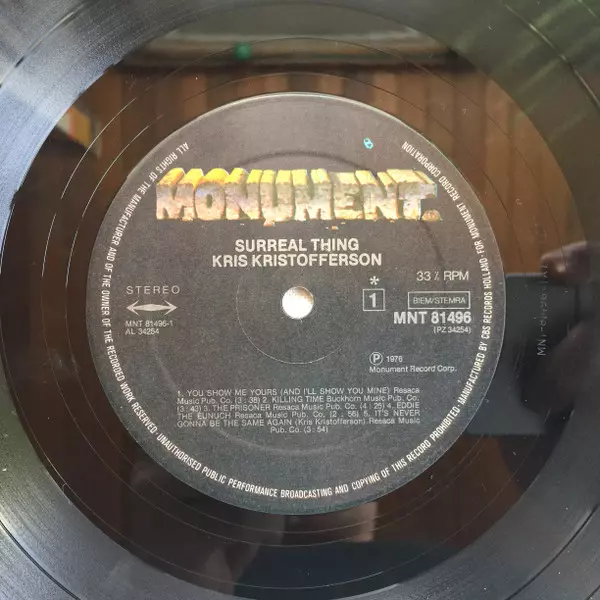 MONUMENT
SURREAL THING
KRIS KRISTOFFERSON
STEREO
MNT 81496-1
AL 34254
33⅓ RPM
*
1
BIEM/STEMRA
MNT 81496
(PZ 34254)
Ⓟ 1976
Monument Record Corp.
1. YOU SHOW ME YOURS (AND I'LL SHOW YOU MINE) Resaca
Music Pub. Co. (3 : 38) 2. KILLING TIME Buckhorn Music Pub. Co.
(3 : 43) 3. THE PRISONER Resaca Music Pub. Co. (4 : 25) 4. EDDIE
THE EUNUCH Resaca Music Pub. Co. (2 : 56) 5. IT'S NEVER
GONNA BE THE SAME AGAIN (Kris Kristofferson) Resaca Music
Pub. Co. (3 : 54)
ALL RIGHTS OF THE MANUFACTURER AND OF THE OWNER OF THE RECORDED WORK RESERVED. UNAUTHORISED PUBLIC PERFORMANCE BROADCASTING AND COPYING OF THIS RECORD PROHIBITED-MANUFACTURED BY CBS RECORDS HOLLAND-FOR MONUMENT RECORD CORPORATION